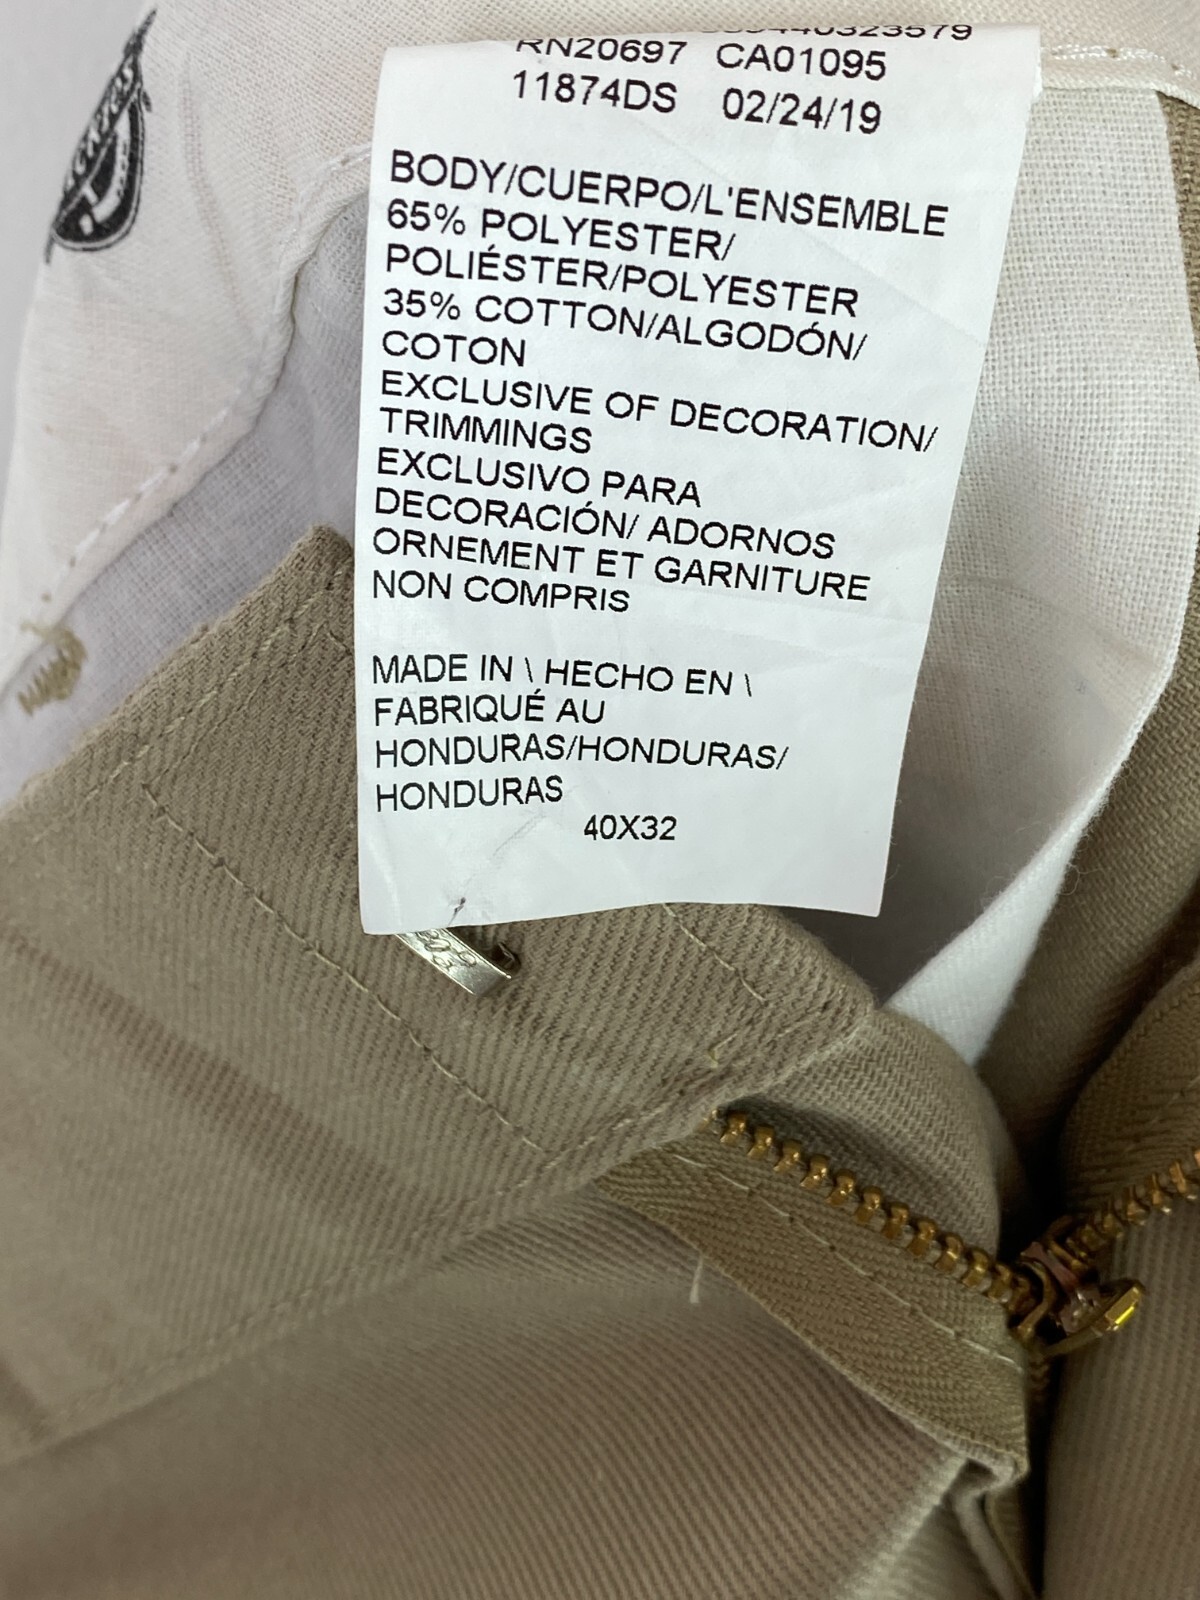 RN20697 CA01095
11874DS 02/24/19
BODY/CUERPO/L'ENSEMBLE
65% POLYESTER/
POLIÉSTER/POLYESTER
35% COTTON/ALGODÓN/
COTON
EXCLUSIVE OF DECORATION/
TRIMMINGS
EXCLUSIVO PARA
DECORACIÓN/ ADORNOS
ORNEMENT ET GARNITURE
NON COMPRIS
MADE IN \ HECHO EN \
FABRIQUÉ AU
HONDURAS/HONDURAS/
HONDURAS
40X32